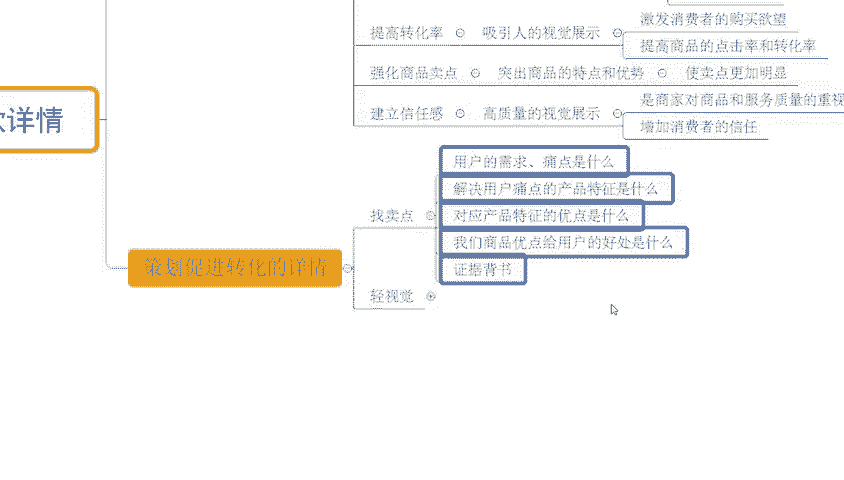 激发消费者的购买欲望
提高转化率 吸引人的视觉展示
提高商品的点击率和转化率
强化商品卖点 突出商品的特点和优势 使卖点更加明显
是商家对商品和服务质量的重视
建立信任感 高质量的视觉展示
增加消费者的信任
详情
用户的需求、痛点是什么
解决用户痛点的产品特征是什么
找卖点 对应产品特征的优点是什么
我们商品优点给用户的好处是什么
策划促进转化的详情
证据背书
轻视觉